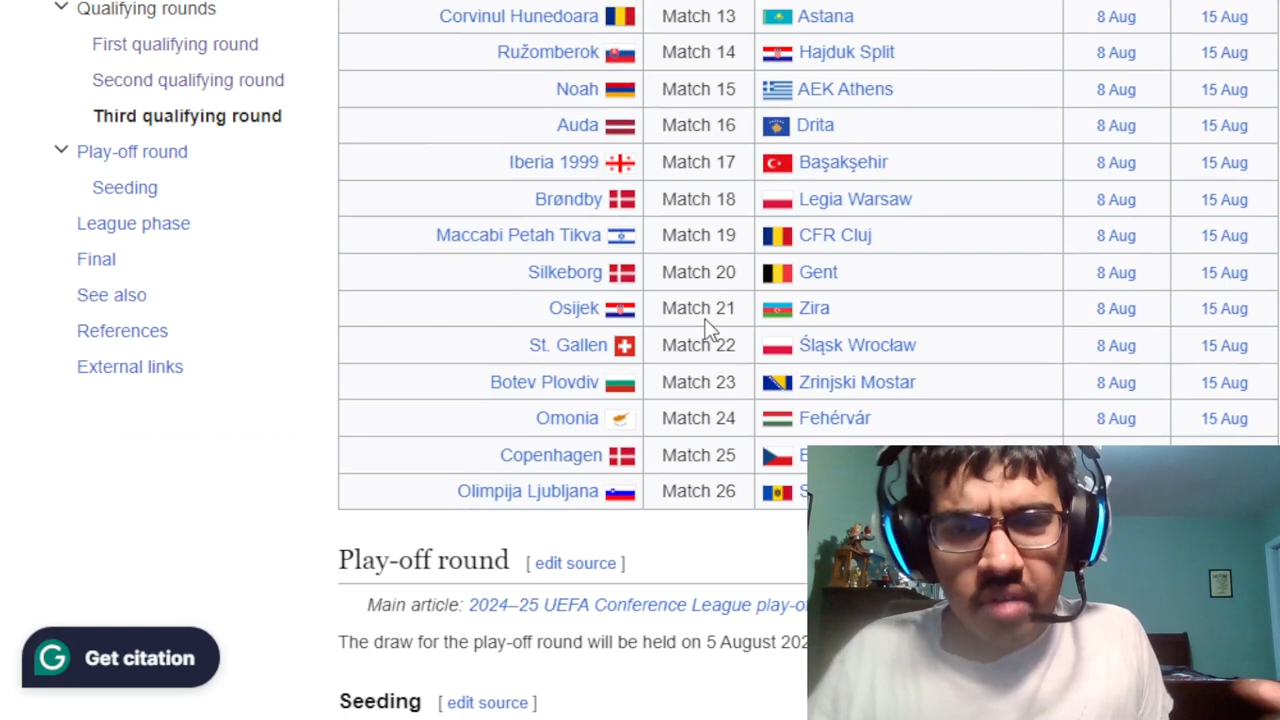 Qualifying rounds
First qualifying round
Second qualifying round
Third qualifying round
Play-off round
Seeding
League phase
Final
See also
References
External links
Get citation
Corvinul Hunedoara Match 13 Astana 8 Aug 15 Aug
Ružomberok Match 14 Hajduk Split 8 Aug 15 Aug
Noah Match 15 AEK Athens 8 Aug 15 Aug
Auda Match 16 Drita 8 Aug 15 Aug
Iberia 1999 Match 17 Başakşehir 8 Aug 15 Aug
Brøndby Match 18 Legia Warsaw 8 Aug 15 Aug
Maccabi Petah Tikva Match 19 CFR Cluj 8 Aug 15 Aug
Silkeborg Match 20 Gent 8 Aug 15 Aug
Osijek Match 21 Zira 8 Aug 15 Aug
St. Gallen Match 22 Śląsk Wrocław 8 Aug 15 Aug
Botev Plovdiv Match 23 Zrinjski Mostar 8 Aug 15 Aug
Omonia Match 24 Fehérvár 8 Aug 15 Aug
Copenhagen Match 25
Olimpija Ljubljana Match 26
Play-off round [ edit source ]
Main article: 2024–25 UEFA Conference League
The draw for the play-off round will be held on 5 August
Seeding [ edit source ]